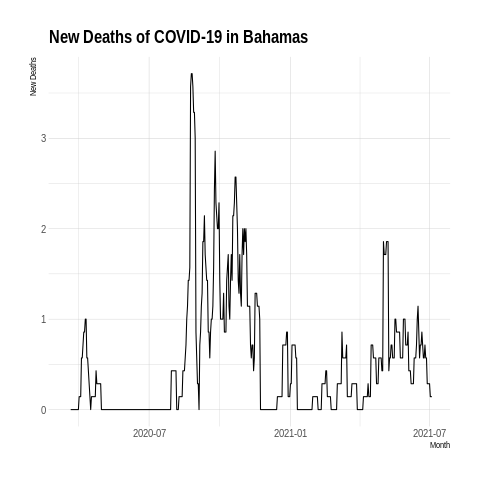 New Deaths of COVID-19 in Bahamas
New Deaths
3
2
1
0
2020-07
2021-01
2021-07
Month